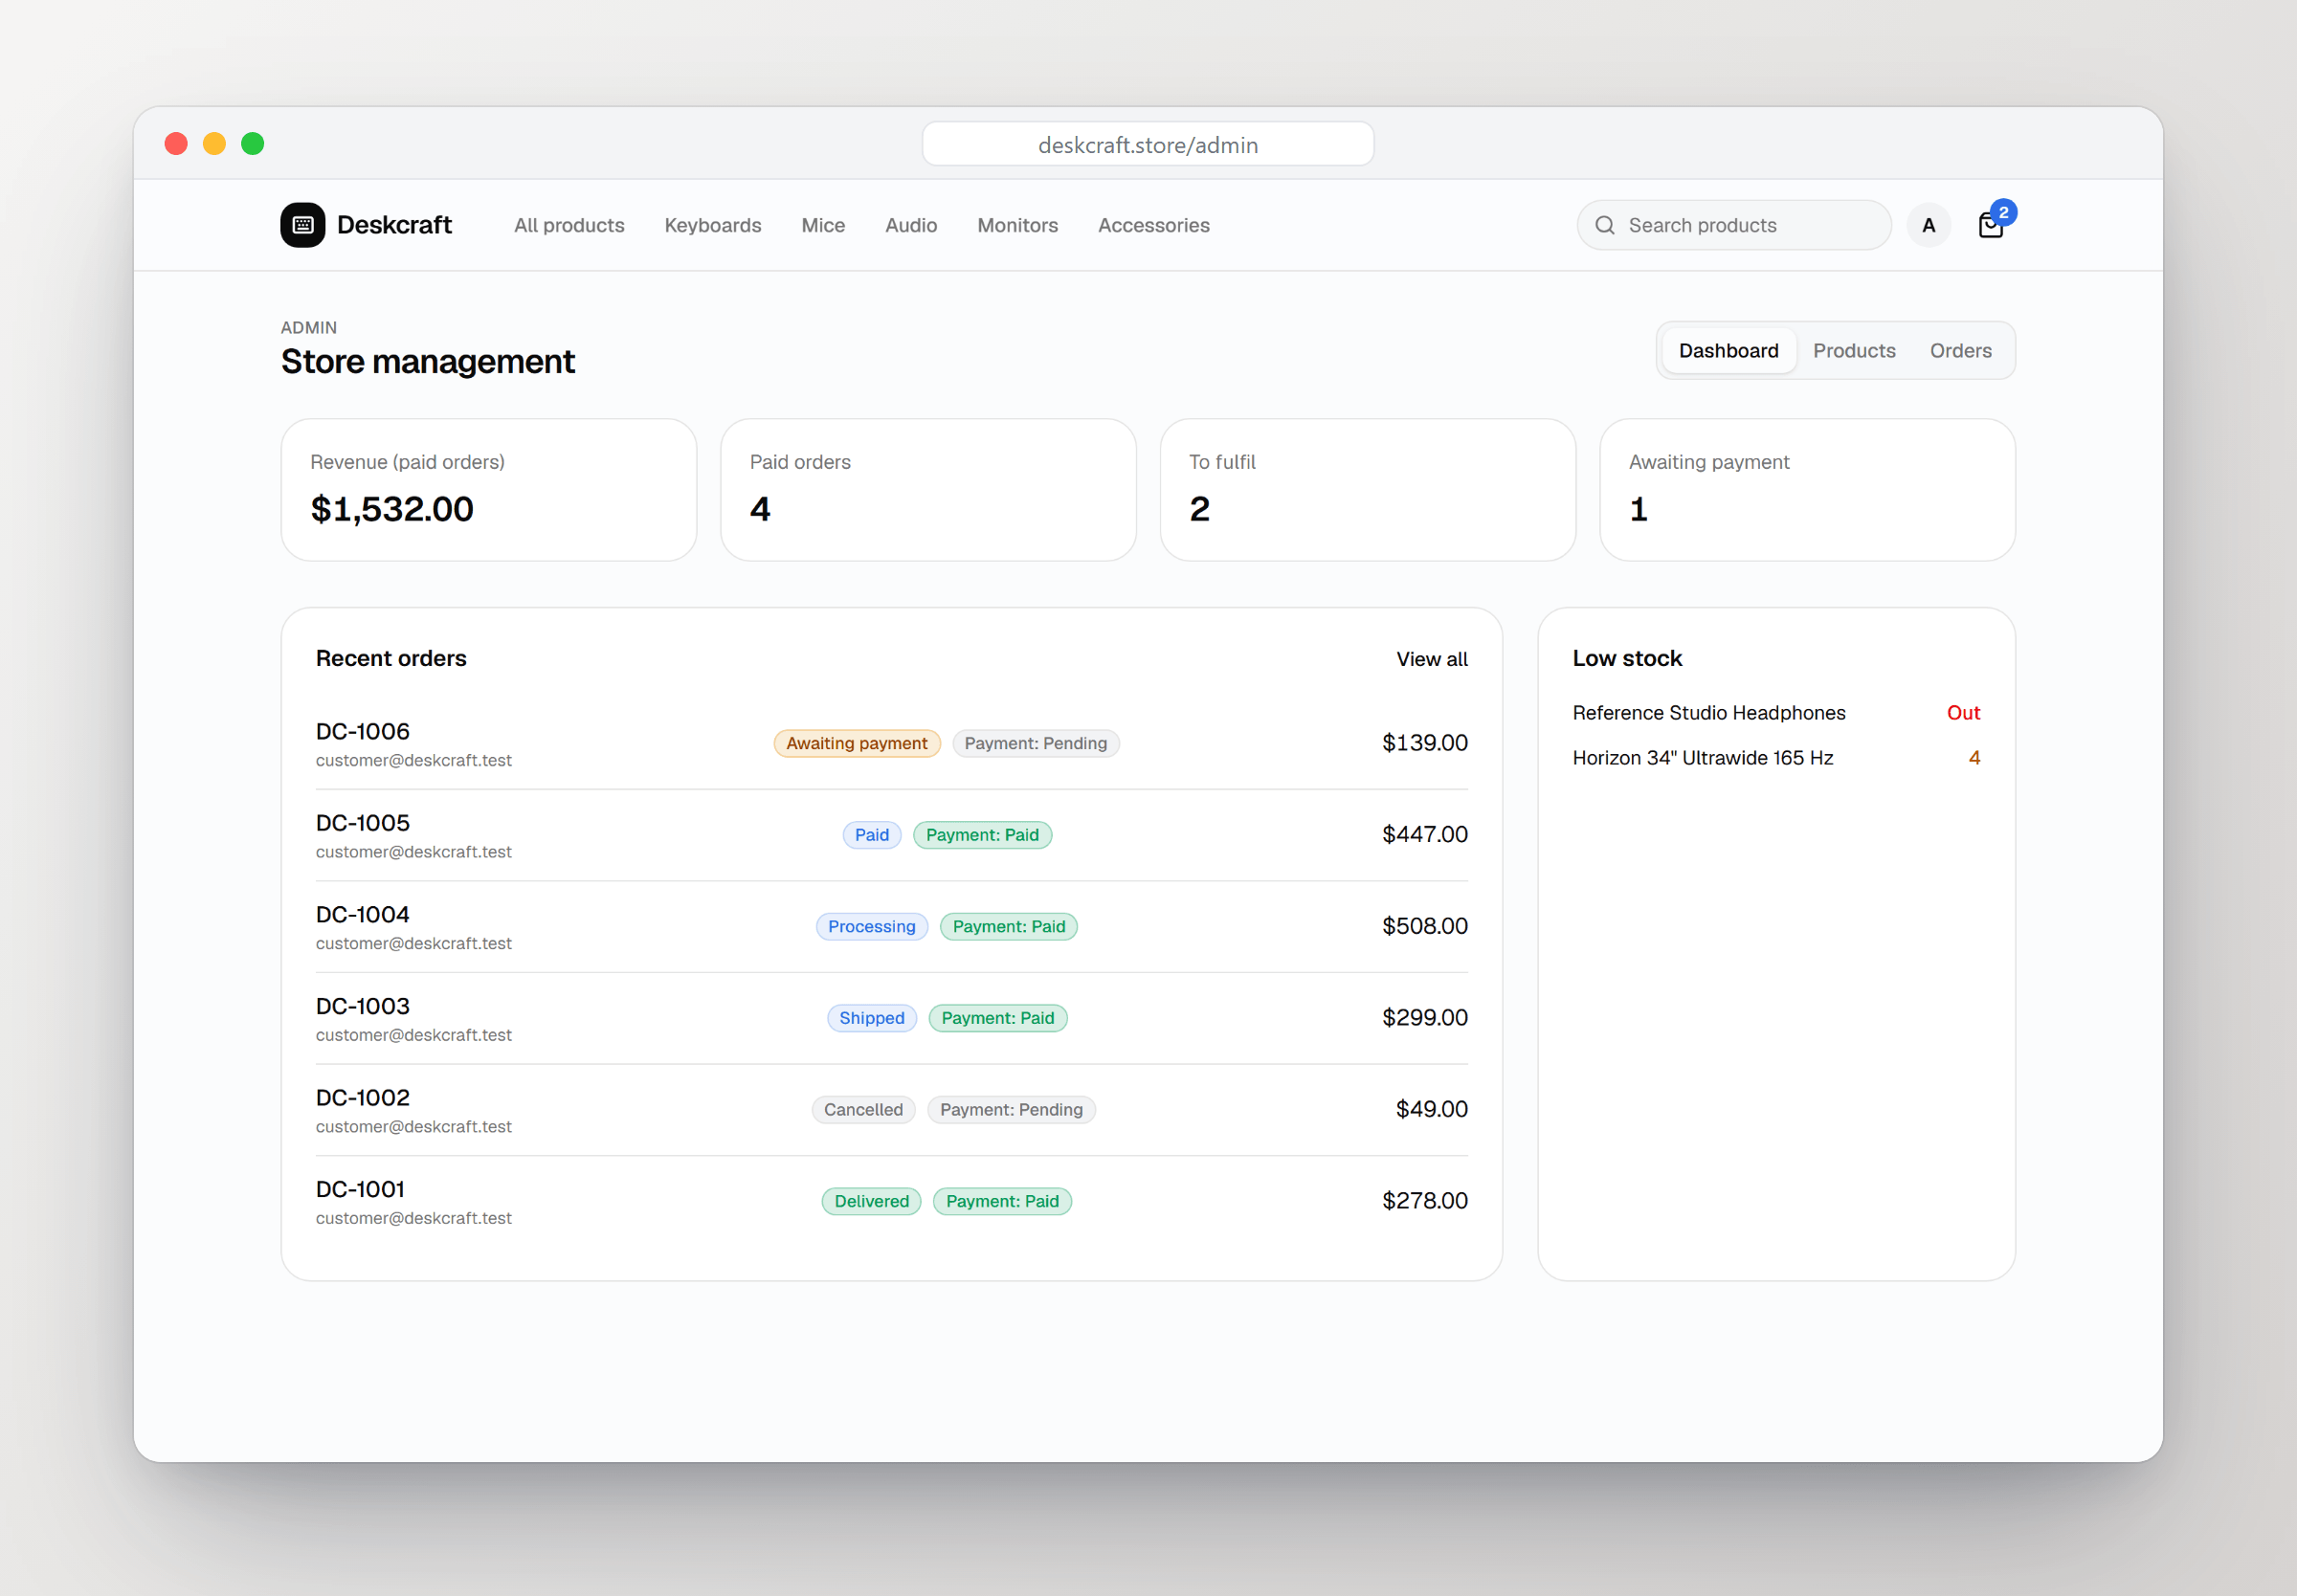 deskcraft.store/admin
Deskcraft All products Keyboards Mice Audio Monitors Accessories Search products A 2
ADMIN
Store management
Dashboard Products Orders
Revenue (paid orders)
$1,532.00
Paid orders
4
To fulfil
2
Awaiting payment
1
Recent orders View all
DC-1006
customer@deskcraft.test
Awaiting payment Payment: Pending $139.00
DC-1005
customer@deskcraft.test
Paid Payment: Paid $447.00
DC-1004
customer@deskcraft.test
Processing Payment: Paid $508.00
DC-1003
customer@deskcraft.test
Shipped Payment: Paid $299.00
DC-1002
customer@deskcraft.test
Cancelled Payment: Pending $49.00
DC-1001
customer@deskcraft.test
Delivered Payment: Paid $278.00
Low stock
Reference Studio Headphones Out
Horizon 34" Ultrawide 165 Hz 4